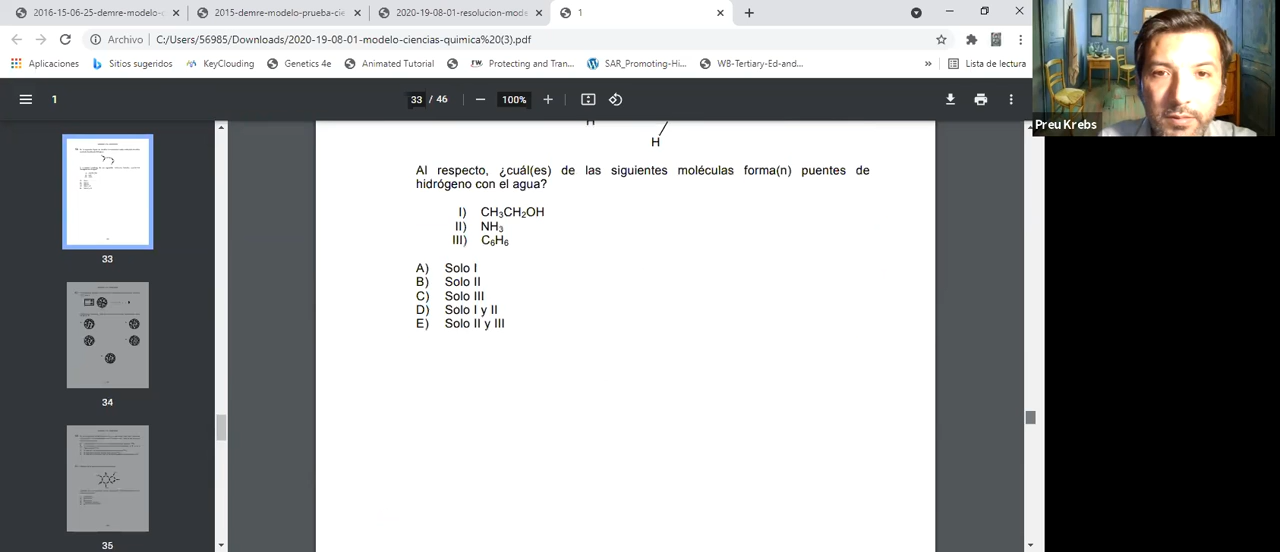 2016-15-06-25-demre-modelo-
2015-demre-modelo-prueba-cie
2020-19-08-01-resolucion-mode
1
Archivo C:/Users/56985/Downloads/2020-19-08-01-modelo-ciencias-quimica%20(3).pdf
Aplicaciones Sitios sugeridos KeyClouding Genetics 4e Animated Tutorial Protecting and Tran... SAR_Promoting-Hi... WB-Tertiary-Ed-and... » Lista de lectura
1 33 / 46 100%
Preu Krebs
H
H
Al respecto, ¿cuál(es) de las siguientes moléculas forma(n) puentes de
hidrógeno con el agua?
I) CH₃CH₂OH
II) NH₃
III) C₆H₆
A) Solo I
B) Solo II
C) Solo III
D) Solo I y II
E) Solo II y III
33
34
35